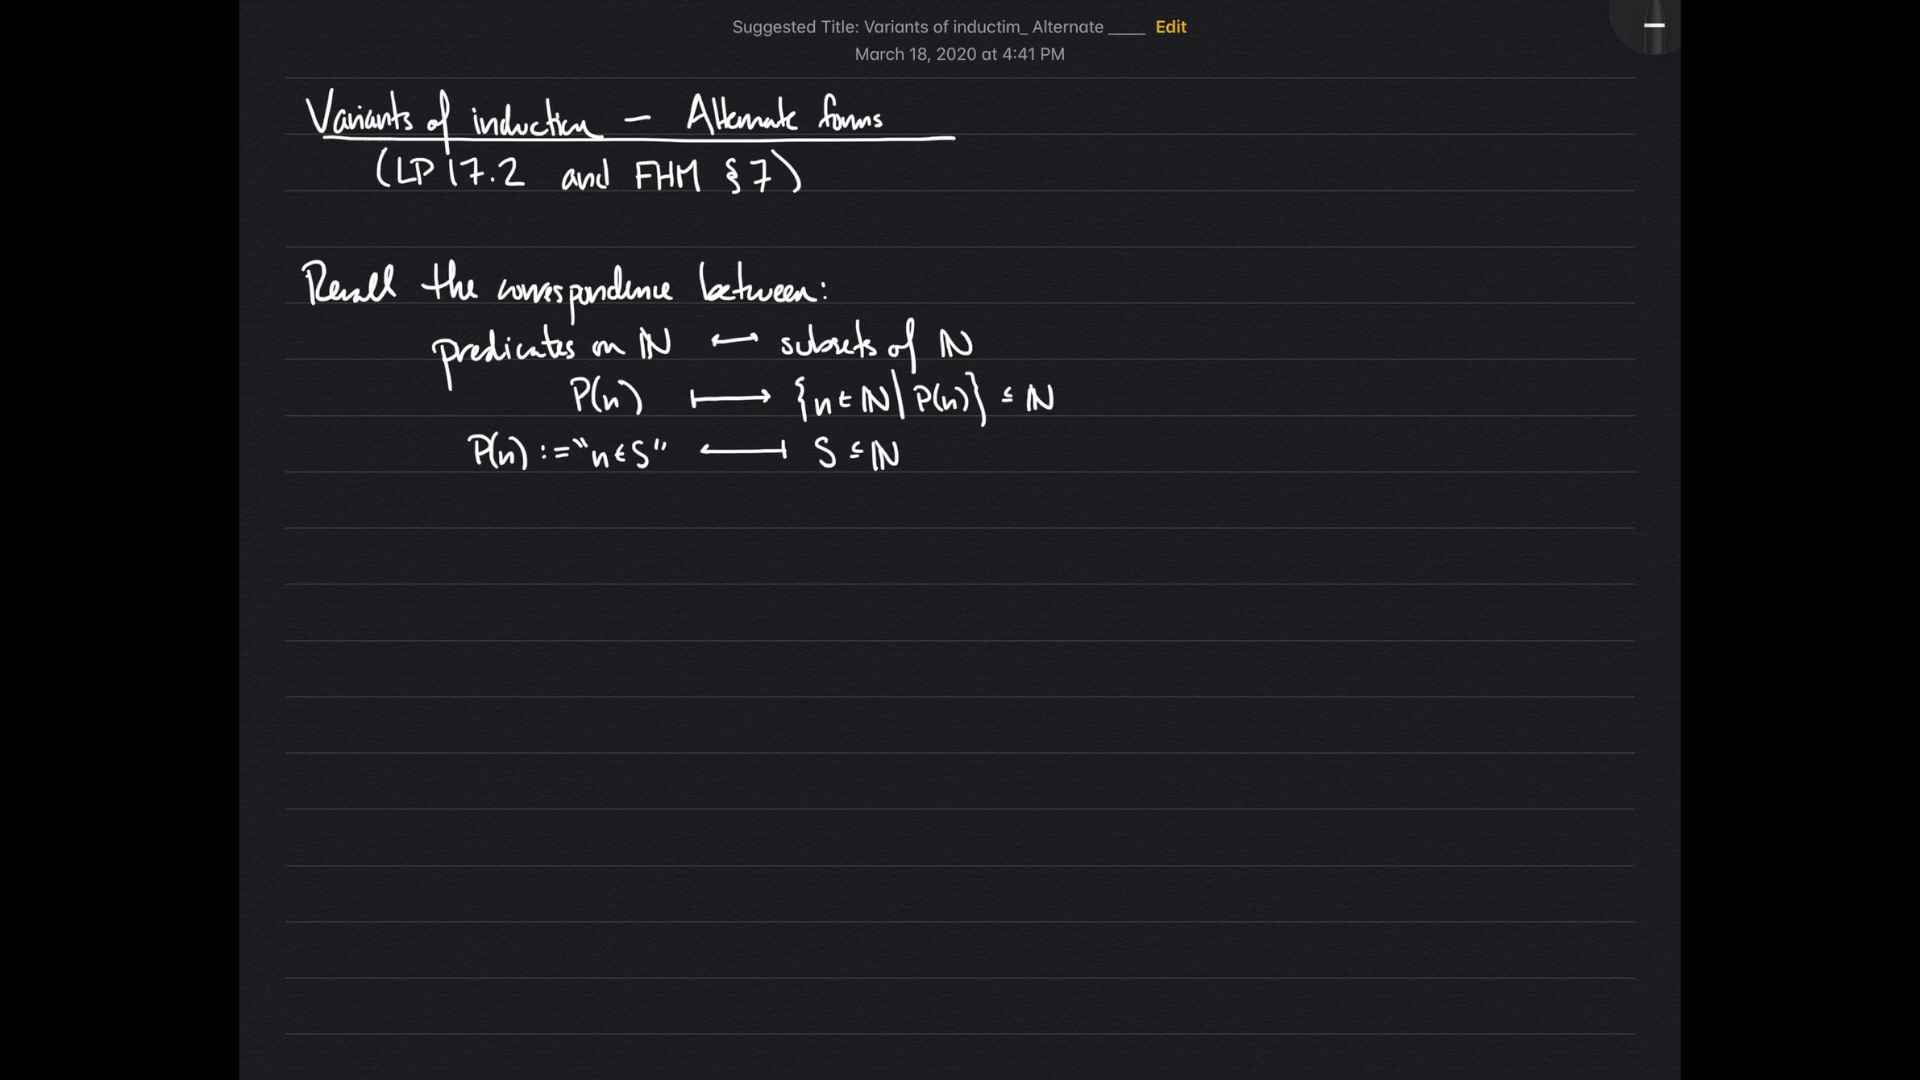 Suggested Title: Variants of inductim_ Alternate ____ Edit
March 18, 2020 at 4:41 PM
Variants of induction — Alternate forms
(LP 17.2 and FHM §7)
Recall the correspondence between:
predicates on ℕ ↔ subsets of ℕ
P(n) ⟼ {n ∈ ℕ | P(n)} ⊆ ℕ
P(n) := "n ∈ S" ⟻ S ⊆ ℕ